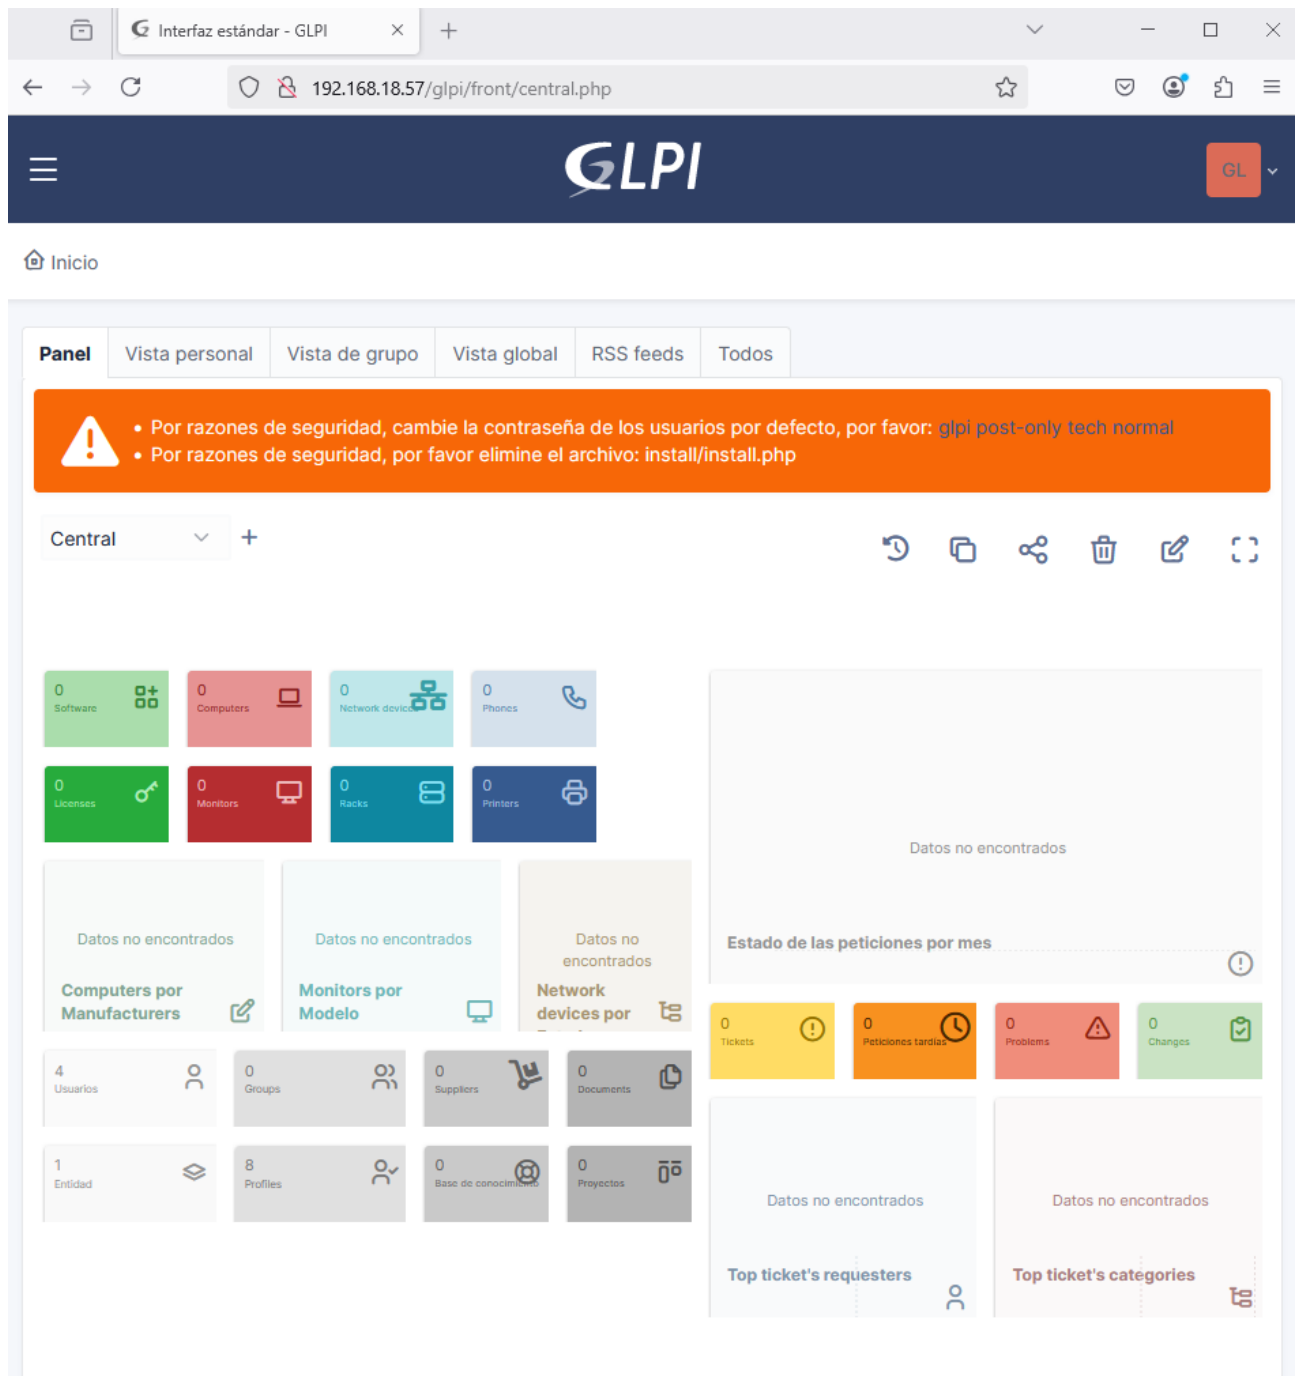 Interfaz estándar - GLPI
192.168.18.57/glpi/front/central.php
GLPI
GL
Inicio
Panel
Vista personal
Vista de grupo
Vista global
RSS feeds
Todos
• Por razones de seguridad, cambie la contraseña de los usuarios por defecto, por favor: glpi post-only tech normal
• Por razones de seguridad, por favor elimine el archivo: install/install.php
Central
0
Software
0
Computers
0
Network devices
0
Phones
0
Licenses
0
Monitors
0
Racks
0
Printers
Datos no encontrados
Computers por
Manufacturers
Datos no encontrados
Monitors por
Modelo
Datos no
encontrados
Network
devices por
4
Usuarios
0
Groups
0
Suppliers
0
Documents
1
Entidad
8
Profiles
0
Base de conocimiento
0
Proyectos
Datos no encontrados
Estado de las peticiones por mes
0
Tickets
0
Peticiones tardías
0
Problems
0
Changes
Datos no encontrados
Top ticket's requesters
Datos no encontrados
Top ticket's categories